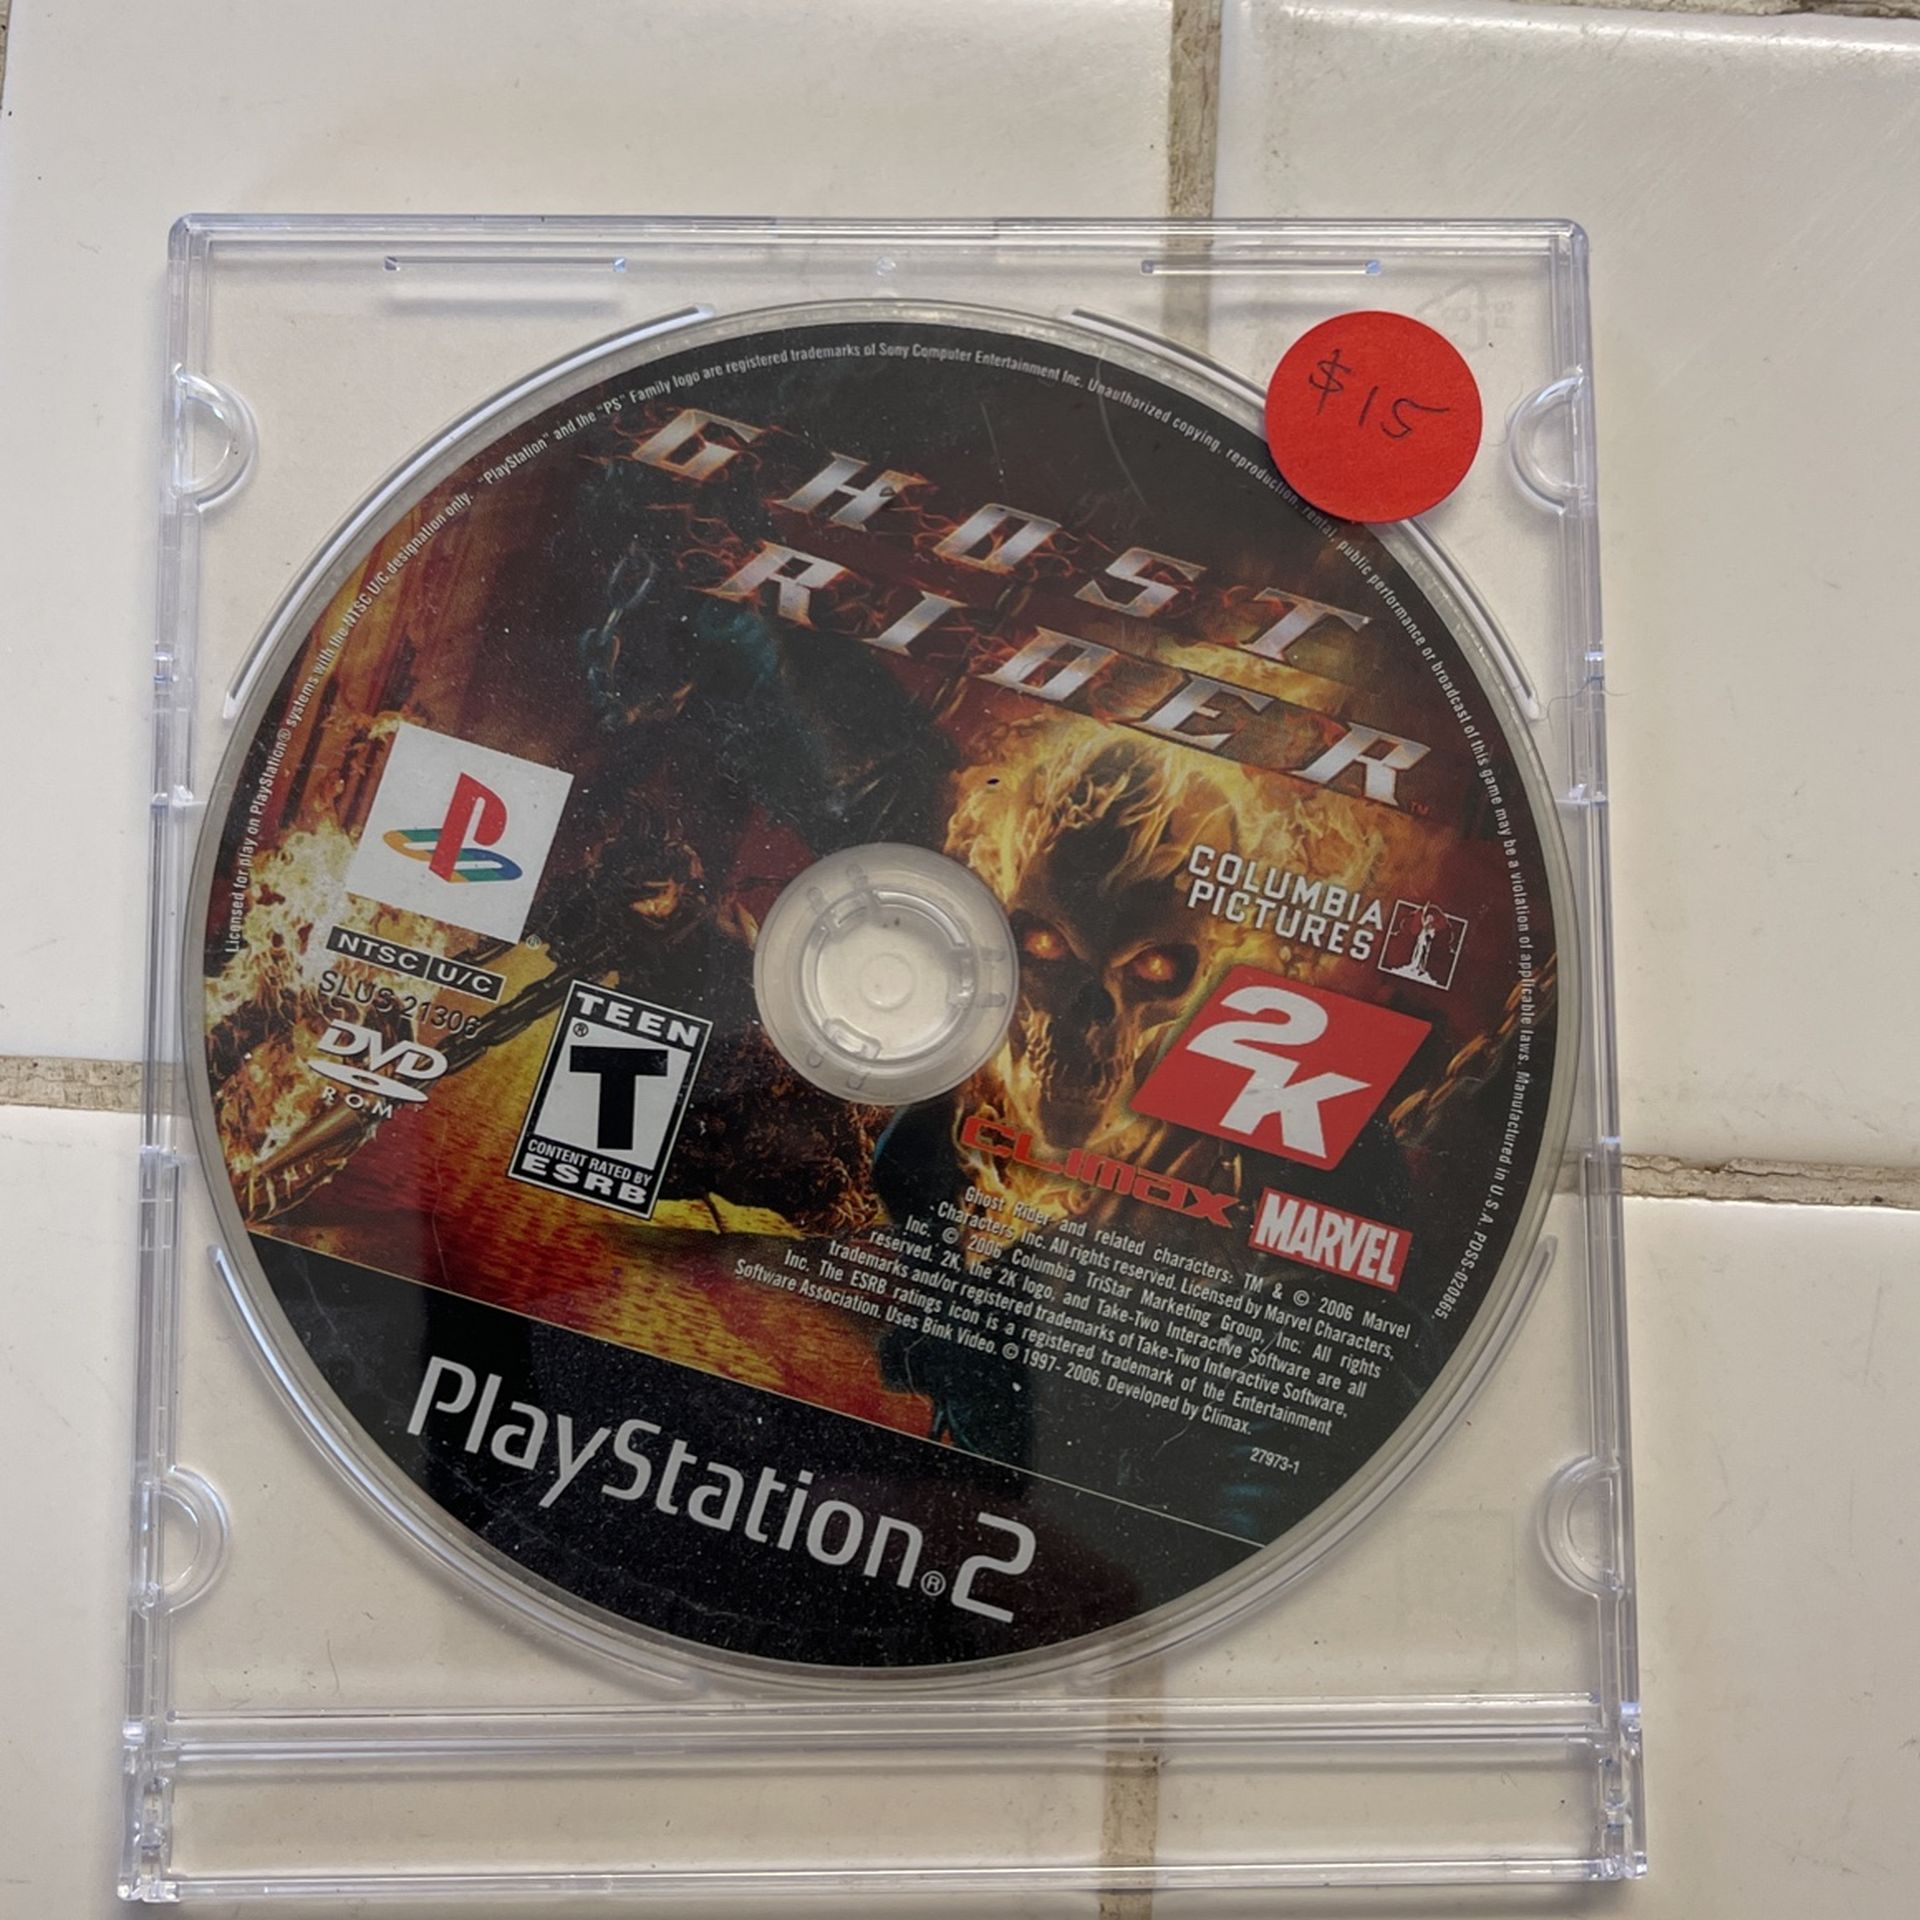 $15
Licensed for play on PlayStation® systems with the NTSC U/C designation only. "PlayStation" and the "PS" Family logo are registered trademarks of Sony Computer Entertainment Inc. Unauthorized copying, reproduction, rental, public performance or broadcast of this game may be a violation of applicable laws. Manufactured in U.S.A. PDSS-020865.
GHOST
RIDER™
®
NTSC U/C
SLUS 21306
DVD
ROM
TEEN
®
T
CONTENT RATED BY
ESRB
COLUMBIA
PICTURES
2K
CLIMAX
MARVEL
Ghost Rider and related characters: TM & © 2006 Marvel
Characters, Inc. All rights reserved. Licensed by Marvel Characters,
Inc. © 2006, Columbia TriStar Marketing Group, Inc. All rights
reserved. 2K, the 2K logo, and Take-Two Interactive Software are all
trademarks and/or registered trademarks of Take-Two Interactive Software,
Inc. The ESRB ratings icon is a registered trademark of the Entertainment
Software Association. Uses Bink Video. © 1997- 2006. Developed by Climax.
27973-1
PlayStation®2